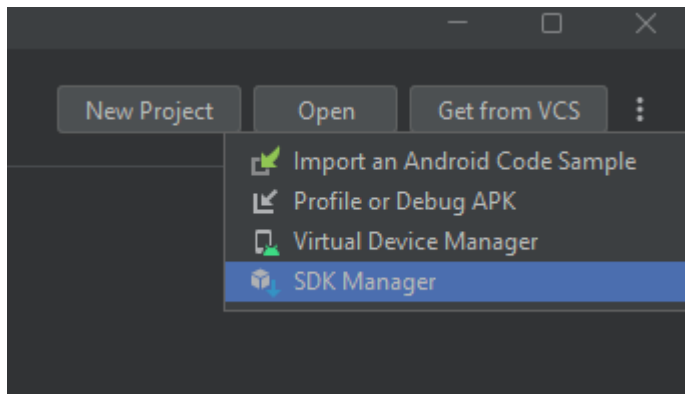 New Project Open Get from VCS
Import an Android Code Sample
Profile or Debug APK
Virtual Device Manager
SDK Manager